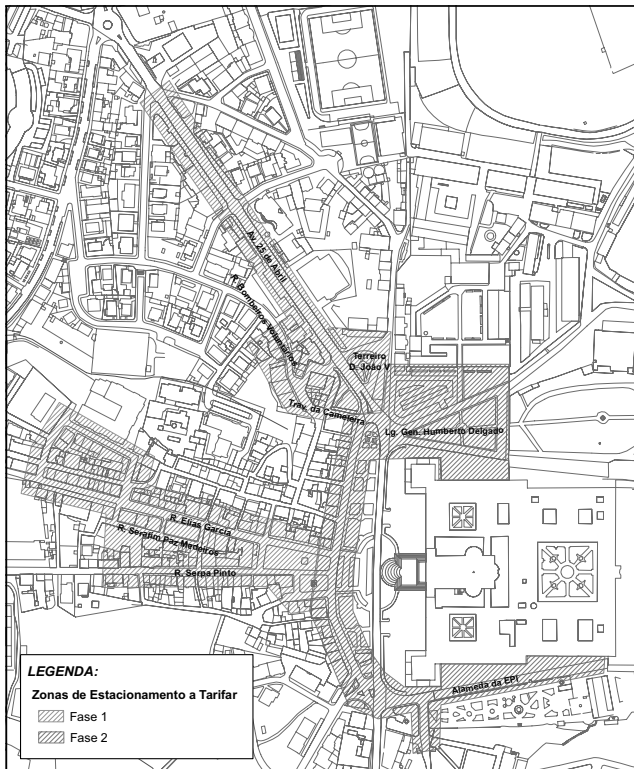 Av. 25 de Abril
R. Bombeiros Voluntários
Terreiro
D. João V
Trav. da Cameleira
Lg. Gen. Humberto Delgado
R. Elias Garcia
R. Serafim Paz Medeiros
R. Serpa Pinto
Alameda da EPI
LEGENDA:
Zonas de Estacionamento a Tarifar
Fase 1
Fase 2